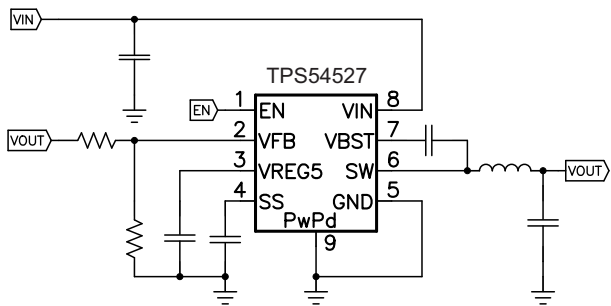 VIN
TPS54527
1 EN VIN 8
EN
VOUT 2 VFB VBST 7
3 VREG5 SW 6 VOUT
4 SS GND 5
PwPd
9